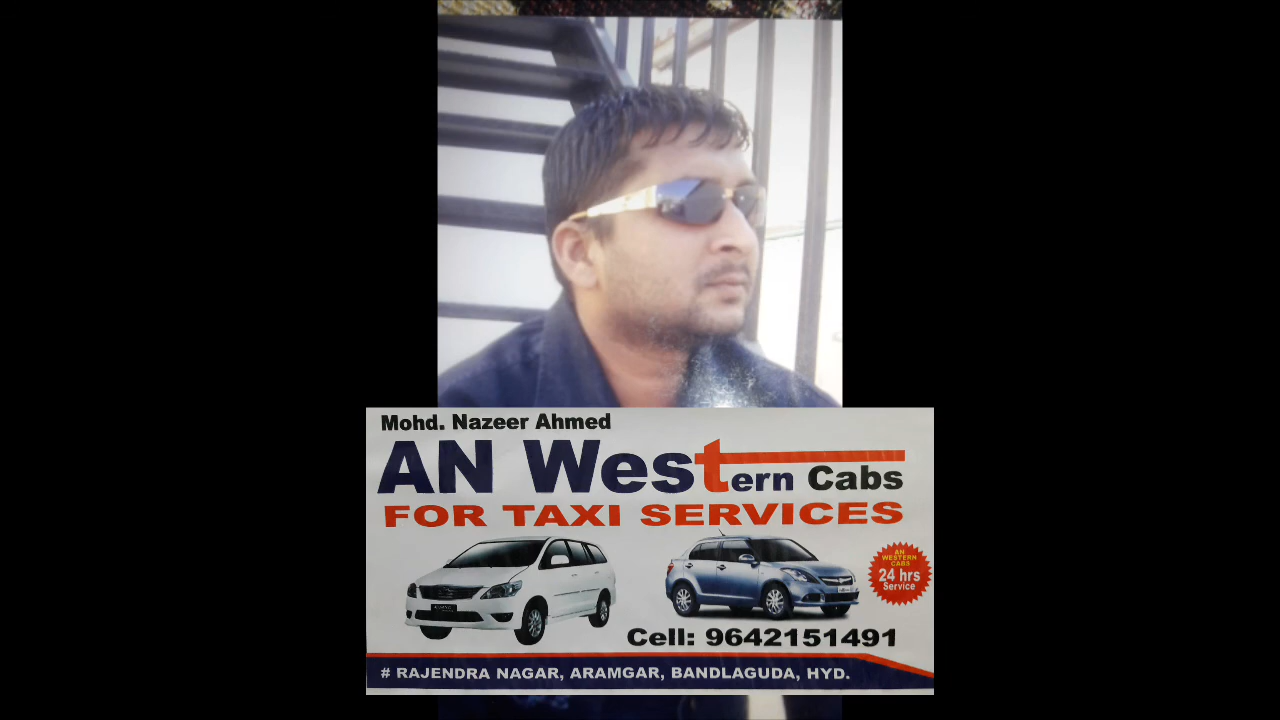 Mohd. Nazeer Ahmed
AN Western Cabs
FOR TAXI SERVICES
AN
WESTERN
CABS
24 hrs
Service
Cell: 9642151491
# RAJENDRA NAGAR, ARAMGAR, BANDLAGUDA, HYD.